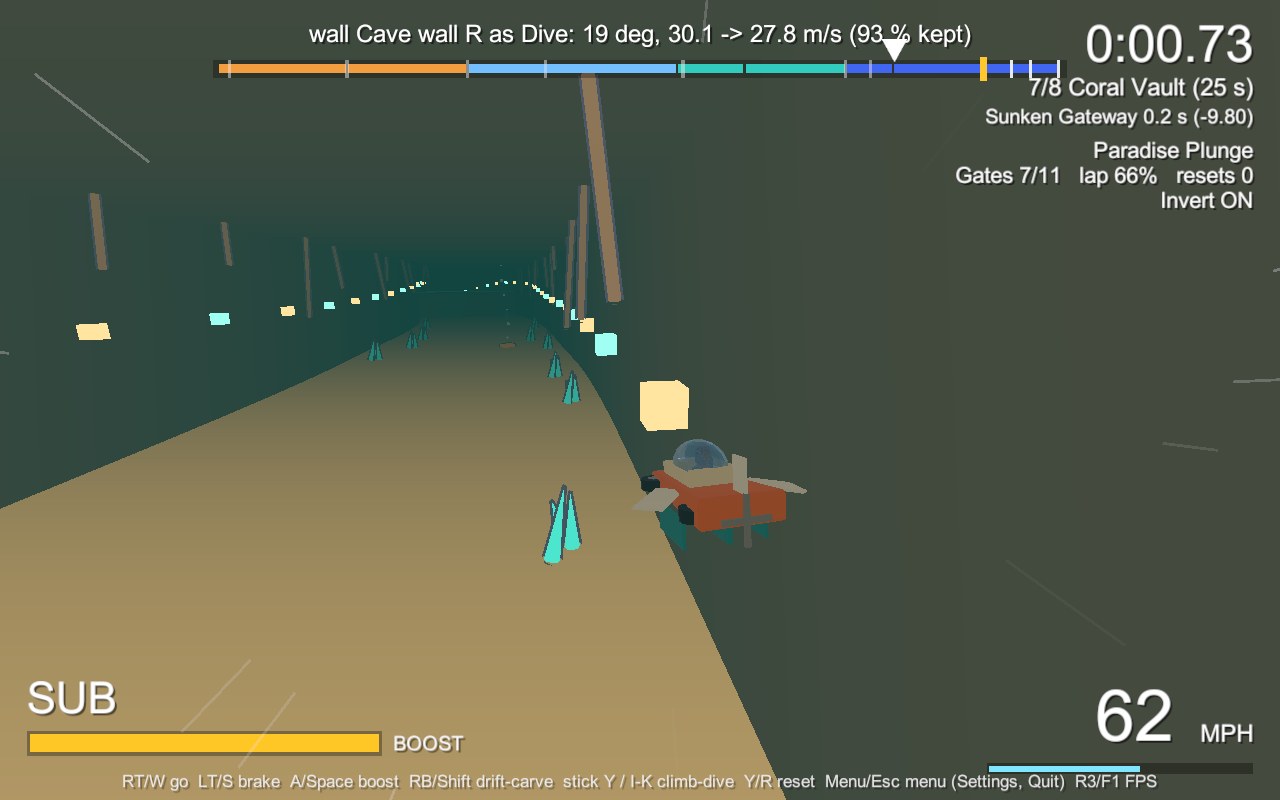 wall Cave wall R as Dive: 19 deg, 30.1 -> 27.8 m/s (93 % kept)
0:00.73
7/8 Coral Vault (25 s)
Sunken Gateway 0.2 s (-9.80)
Paradise Plunge
Gates 7/11 lap 66% resets 0
Invert ON
SUB
BOOST
62 MPH
RT/W go LT/S brake A/Space boost RB/Shift drift-carve stick Y / I-K climb-dive Y/R reset Menu/Esc menu (Settings, Quit) R3/F1 FPS